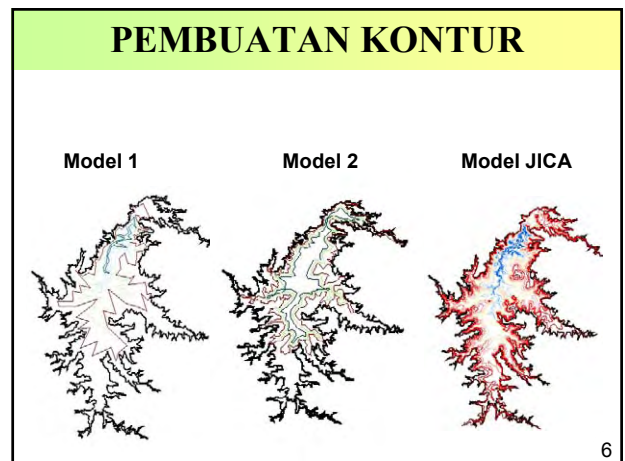 PEMBUATAN KONTUR
Model 1
Model 2
Model JICA
6